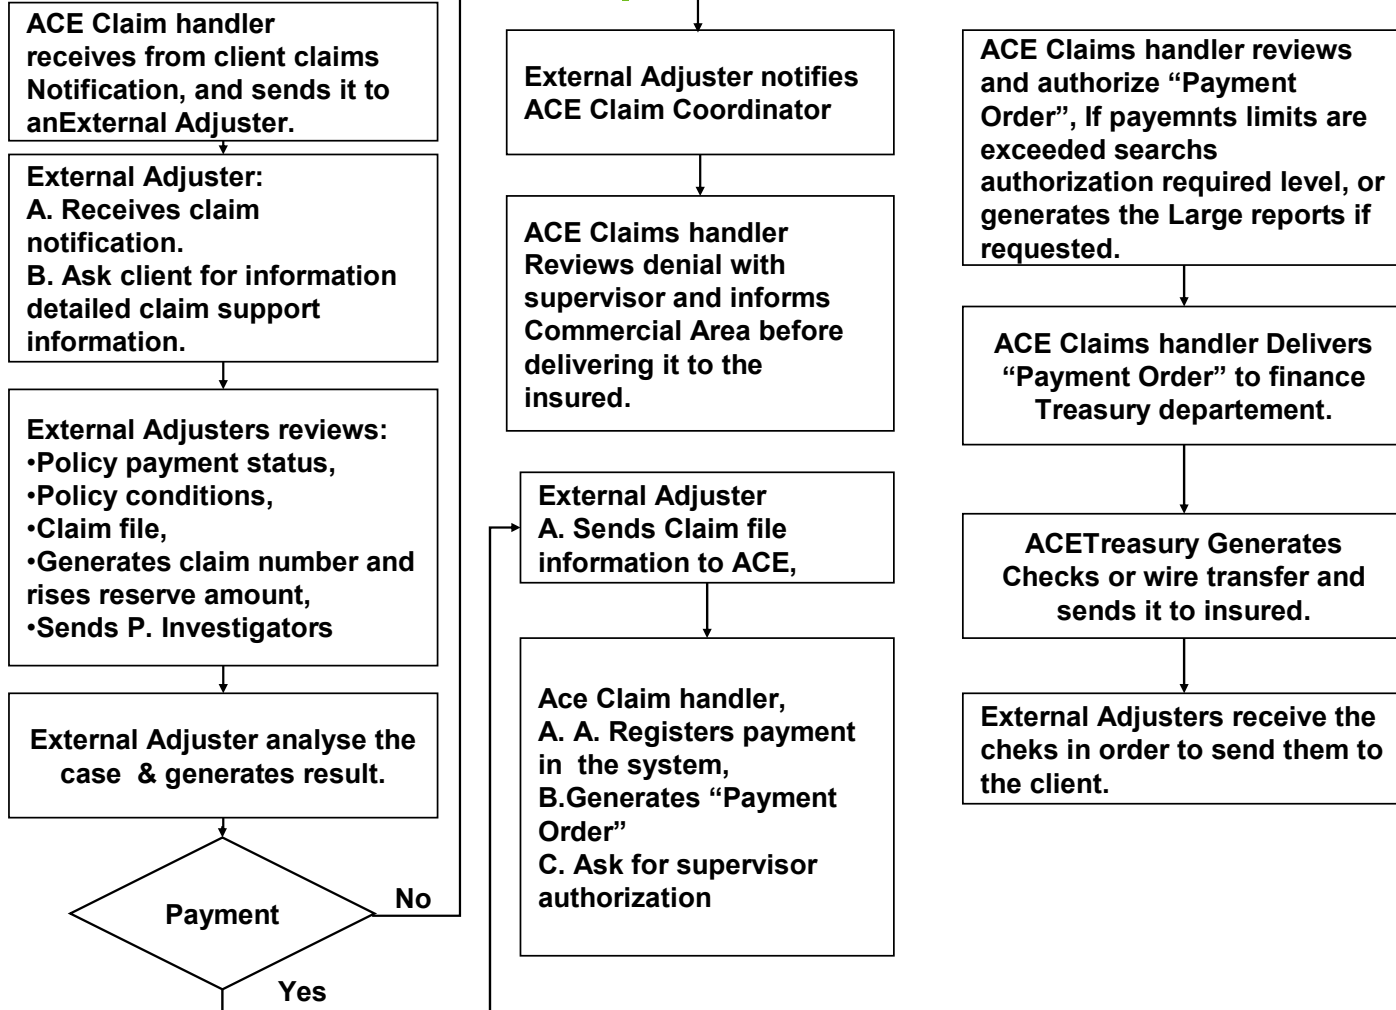 ACE Claim handler
receives from client claims
Notification, and sends it to
anExternal Adjuster.
External Adjuster:
A. Receives claim
notification.
B. Ask client for information
detailed claim support
information.
External Adjusters reviews:
•Policy payment status,
•Policy conditions,
•Claim file,
•Generates claim number and
rises reserve amount,
•Sends P. Investigators
External Adjuster analyse the
case & generates result.
Payment
No
Yes
External Adjuster notifies
ACE Claim Coordinator
ACE Claims handler
Reviews denial with
supervisor and informs
Commercial Area before
delivering it to the
insured.
External Adjuster
A. Sends Claim file
information to ACE,
Ace Claim handler,
A. A. Registers payment
in the system,
B.Generates “Payment
Order”
C. Ask for supervisor
authorization
ACE Claims handler reviews
and authorize “Payment
Order”, If payemnts limits are
exceeded searchs
authorization required level, or
generates the Large reports if
requested.
ACE Claims handler Delivers
“Payment Order” to finance
Treasury departement.
ACETreasury Generates
Checks or wire transfer and
sends it to insured.
External Adjusters receive the
cheks in order to send them to
the client.